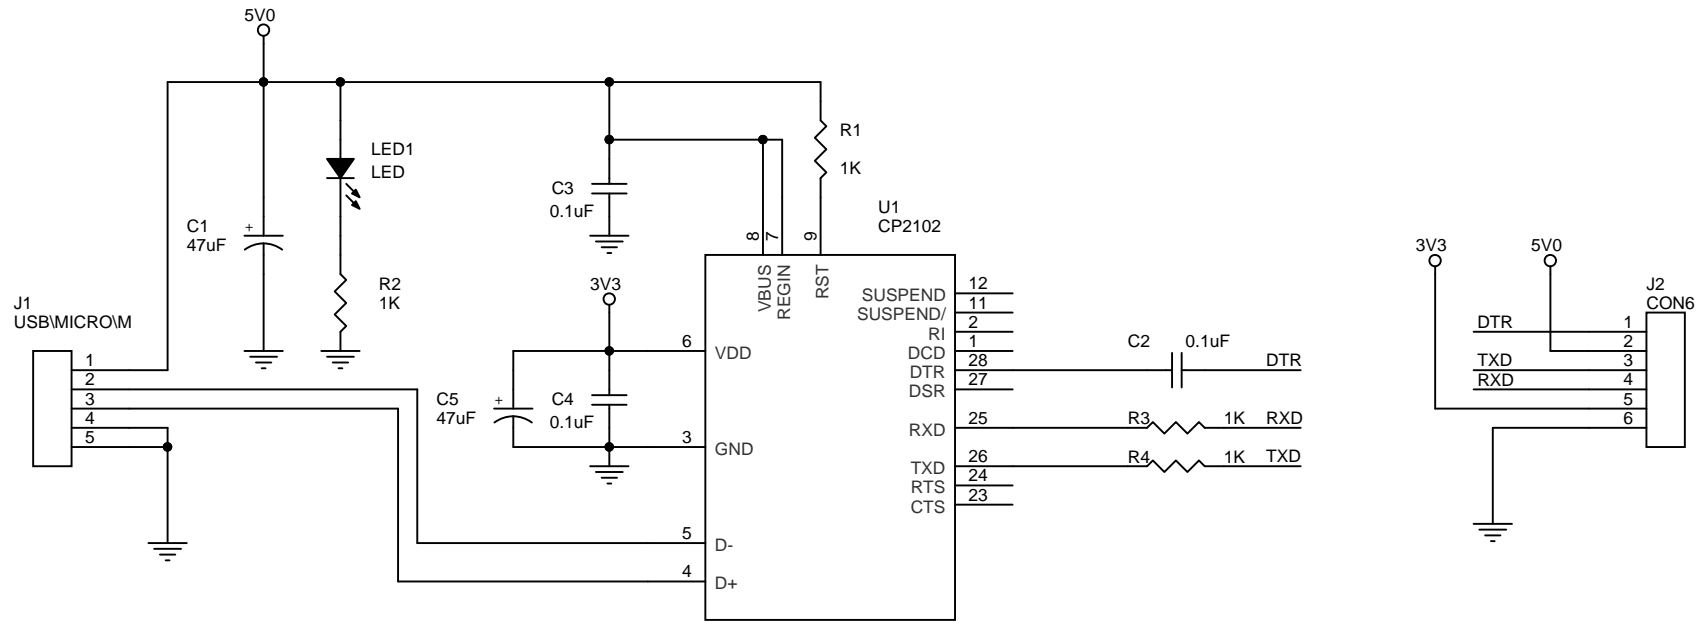 5V0
R1
1K
LED1
LED
C3
0.1uF
U1
CP2102
C1
+
47uF
8
7
9
VBUS
REGIN
RST
3V3
5V0
R2
1K
3V3
J1
USB\MICRO\M
J2
CON6
SUSPEND
12
SUSPEND/
11
RI
2
DCD
1
DTR
28
DSR
27
C2
0.1uF
DTR
6
VDD
DTR
1
2
TXD
3
RXD
4
5
6
1
2
3
4
5
C5
+
47uF
C4
0.1uF
RXD
25
R3
1K
RXD
3
GND
TXD
26
R4
1K
TXD
RTS
24
CTS
23
5
D-
4
D+